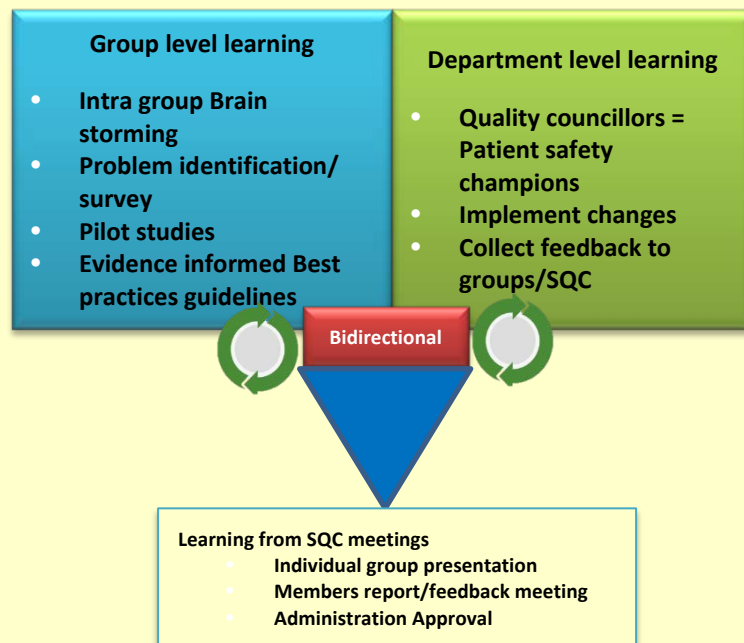 Group level learning
• Intra group Brain
storming
• Problem identification/
survey
• Pilot studies
• Evidence informed Best
practices guidelines
Department level learning
• Quality councillors =
Patient safety
champions
• Implement changes
• Collect feedback to
groups/SQC
Bidirectional
Learning from SQC meetings
• Individual group presentation
• Members report/feedback meeting
• Administration Approval